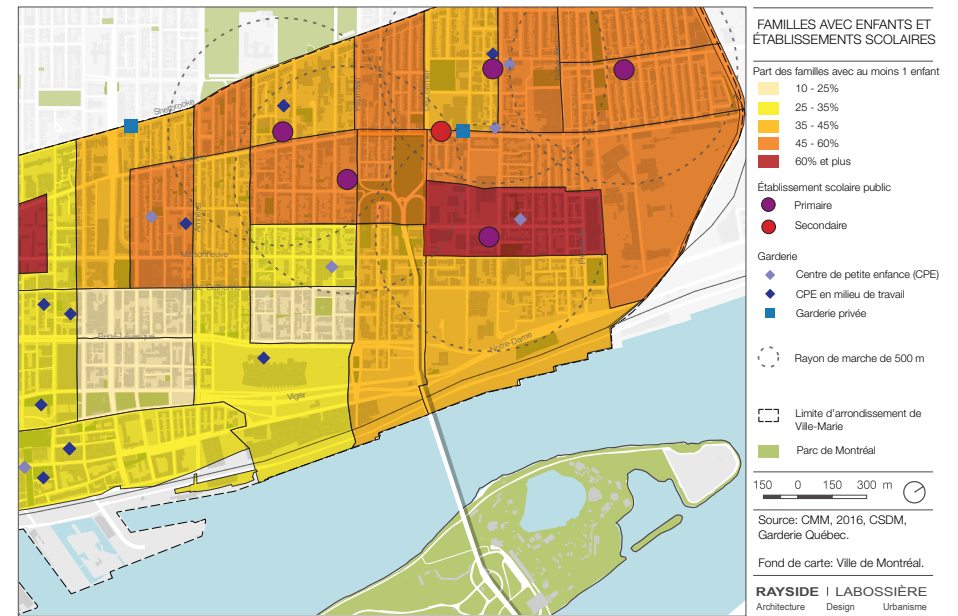 FAMILLES AVEC ENFANTS ET
ÉTABLISSEMENTS SCOLAIRES
Part des familles avec au moins 1 enfant
10 - 25%
25 - 35%
35 - 45%
45 - 60%
60% et plus
Établissement scolaire public
Primaire
Secondaire
Garderie
Centre de petite enfance (CPE)
CPE en milieu de travail
Garderie privée
Rayon de marche de 500 m
Limite d'arrondissement de
Ville-Marie
Parc de Montréal
150 0 150 300 m
Source: CMM, 2016, CSDM,
Garderie Québec.
Fond de carte: Ville de Montréal.
RAYSIDE | LABOSSIÈRE
Architecture Design Urbanisme
Sherbrooke
Maisonneuve
René-Lévesque
Viger
Notre-Dame